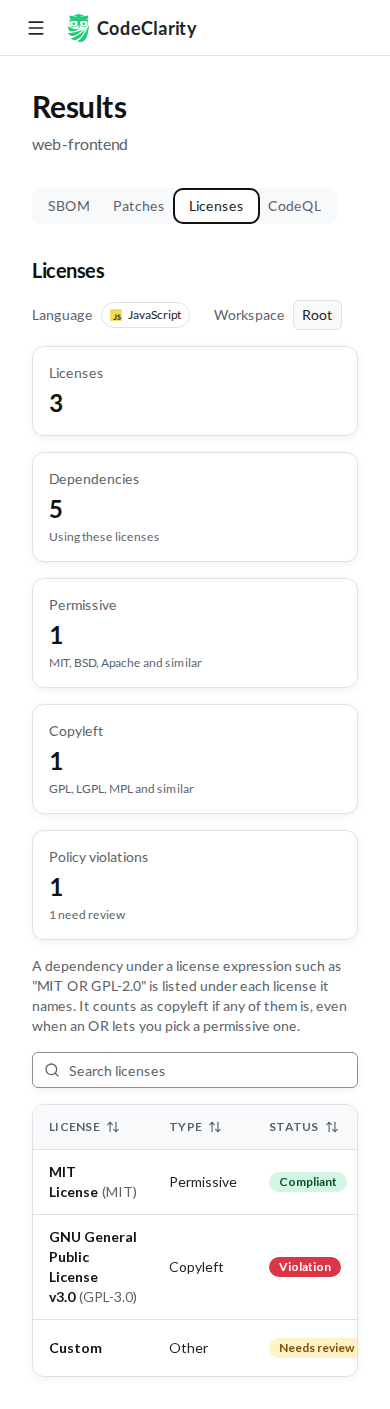 CodeClarity
Results
web-frontend
SBOM Patches Licenses CodeQL
Licenses
Language JS JavaScript Workspace Root
Licenses
3
Dependencies
5
Using these licenses
Permissive
1
MIT, BSD, Apache and similar
Copyleft
1
GPL, LGPL, MPL and similar
Policy violations
1
1 need review
A dependency under a license expression such as
"MIT OR GPL-2.0" is listed under each license it
names. It counts as copyleft if any of them is, even
when an OR lets you pick a permissive one.
Search licenses
LICENSE TYPE STATUS
MIT
License (MIT) Permissive Compliant
GNU General
Public
License
v3.0 (GPL-3.0) Copyleft Violation
Custom Other Needs review